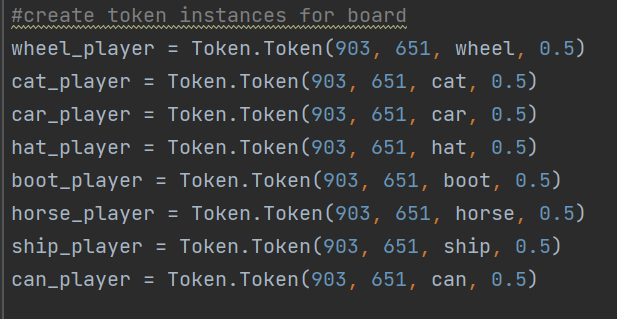 #create token instances for board
wheel_player = Token.Token(903, 651, wheel, 0.5)
cat_player = Token.Token(903, 651, cat, 0.5)
car_player = Token.Token(903, 651, car, 0.5)
hat_player = Token.Token(903, 651, hat, 0.5)
boot_player = Token.Token(903, 651, boot, 0.5)
horse_player = Token.Token(903, 651, horse, 0.5)
ship_player = Token.Token(903, 651, ship, 0.5)
can_player = Token.Token(903, 651, can, 0.5)